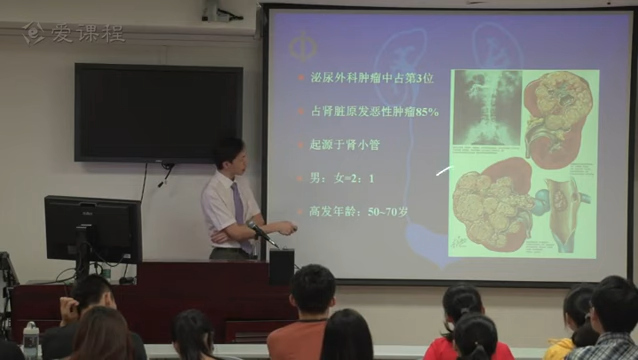 爱课程
泌尿外科肿瘤中占第3位
占肾脏原发恶性肿瘤85%
起源于肾小管
男：女=2：1
高发年龄：50~70岁